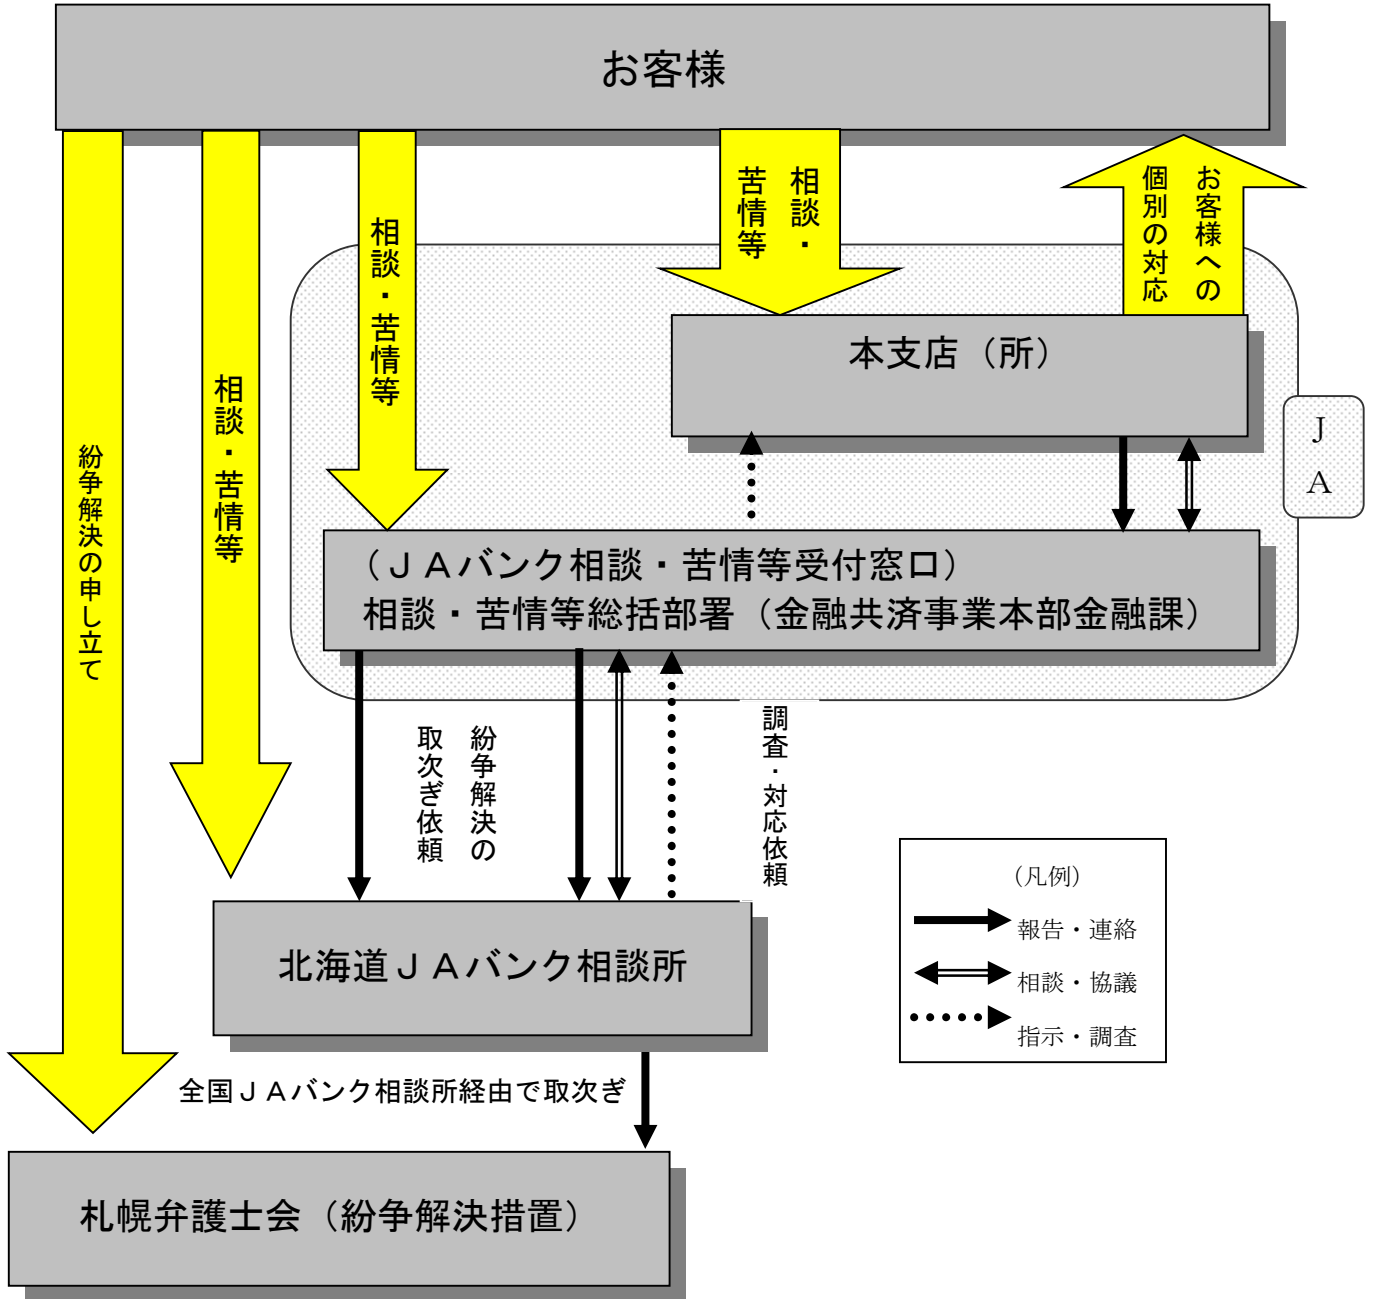 お客様
相談・
苦情等
お客様への
個別の対応
相談・苦情等
相談・苦情等
紛争解決の申し立て
本支店（所）
Ｊ
Ａ
（ＪＡバンク相談・苦情等受付窓口）
相談・苦情等総括部署（金融共済事業本部金融課）
紛争解決の
取次ぎ依頼
調査・対応依頼
北海道ＪＡバンク相談所
（凡例）
報告・連絡
相談・協議
指示・調査
全国ＪＡバンク相談所経由で取次ぎ
札幌弁護士会（紛争解決措置）